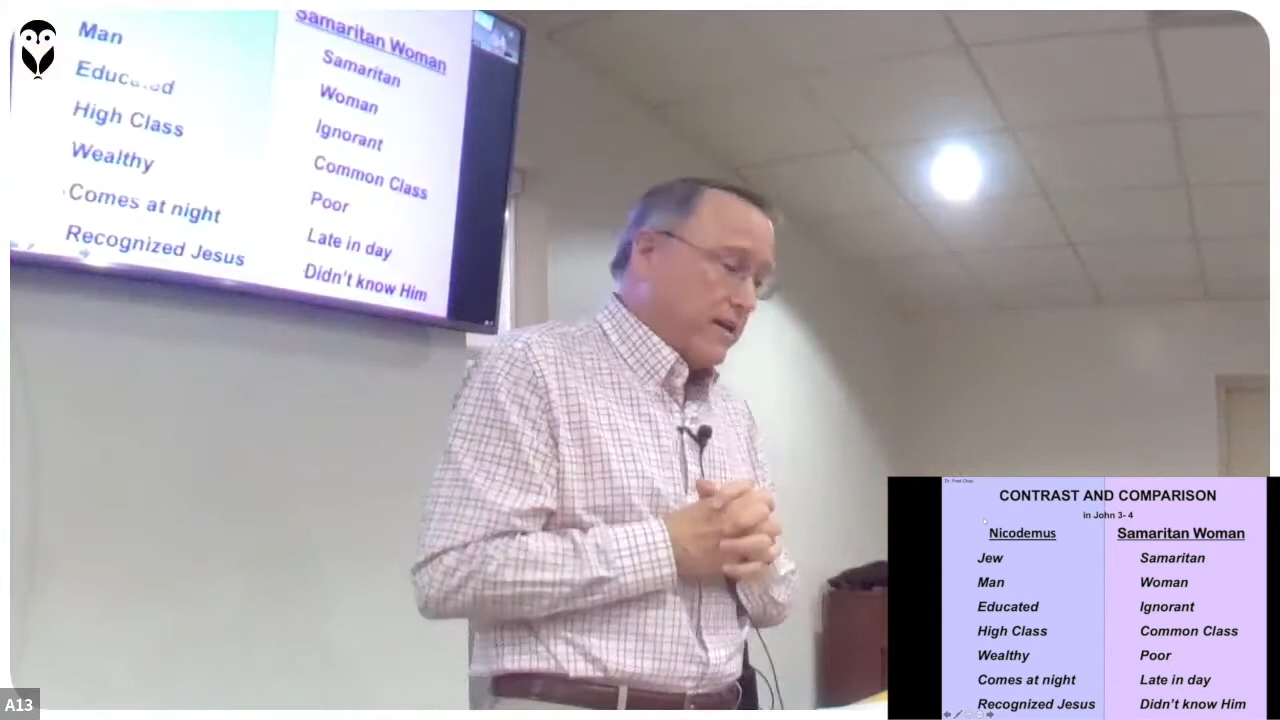 Man
Educated
High Class
Wealthy
Comes at night
Recognized Jesus
Samaritan Woman
Samaritan
Woman
Ignorant
Common Class
Poor
Late in day
Didn't know Him
Dr. Fred Chay
CONTRAST AND COMPARISON
in John 3- 4
Nicodemus
Jew
Man
Educated
High Class
Wealthy
Comes at night
Recognized Jesus
Samaritan Woman
Samaritan
Woman
Ignorant
Common Class
Poor
Late in day
Didn't know Him
A13